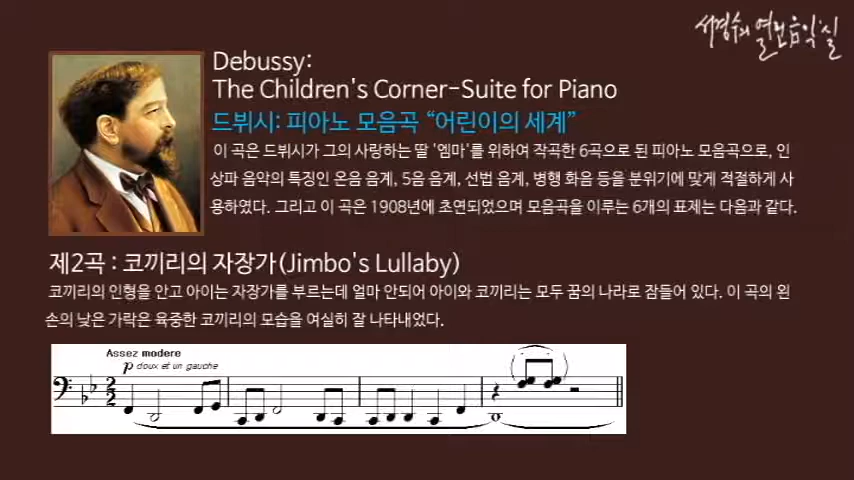 서경수의 열린音악실
Debussy:
The Children's Corner-Suite for Piano
드뷔시: 피아노 모음곡 “어린이의 세계”
이 곡은 드뷔시가 그의 사랑하는 딸 '엠마'를 위하여 작곡한 6곡으로 된 피아노 모음곡으로, 인
상파 음악의 특징인 온음 음계, 5음 음계, 선법 음계, 병행 화음 등을 분위기에 맞게 적절하게 사
용하였다. 그리고 이 곡은 1908년에 초연되었으며 모음곡을 이루는 6개의 표제는 다음과 같다.
제2곡 : 코끼리의 자장가(Jimbo's Lullaby)
코끼리의 인형을 안고 아이는 자장가를 부르는데 얼마 안되어 아이와 코끼리는 모두 꿈의 나라로 잠들어 있다. 이 곡의 왼
손의 낮은 가락은 육중한 코끼리의 모습을 여실히 잘 나타내었다.
Assez modere
p doux et un gauche
2
2